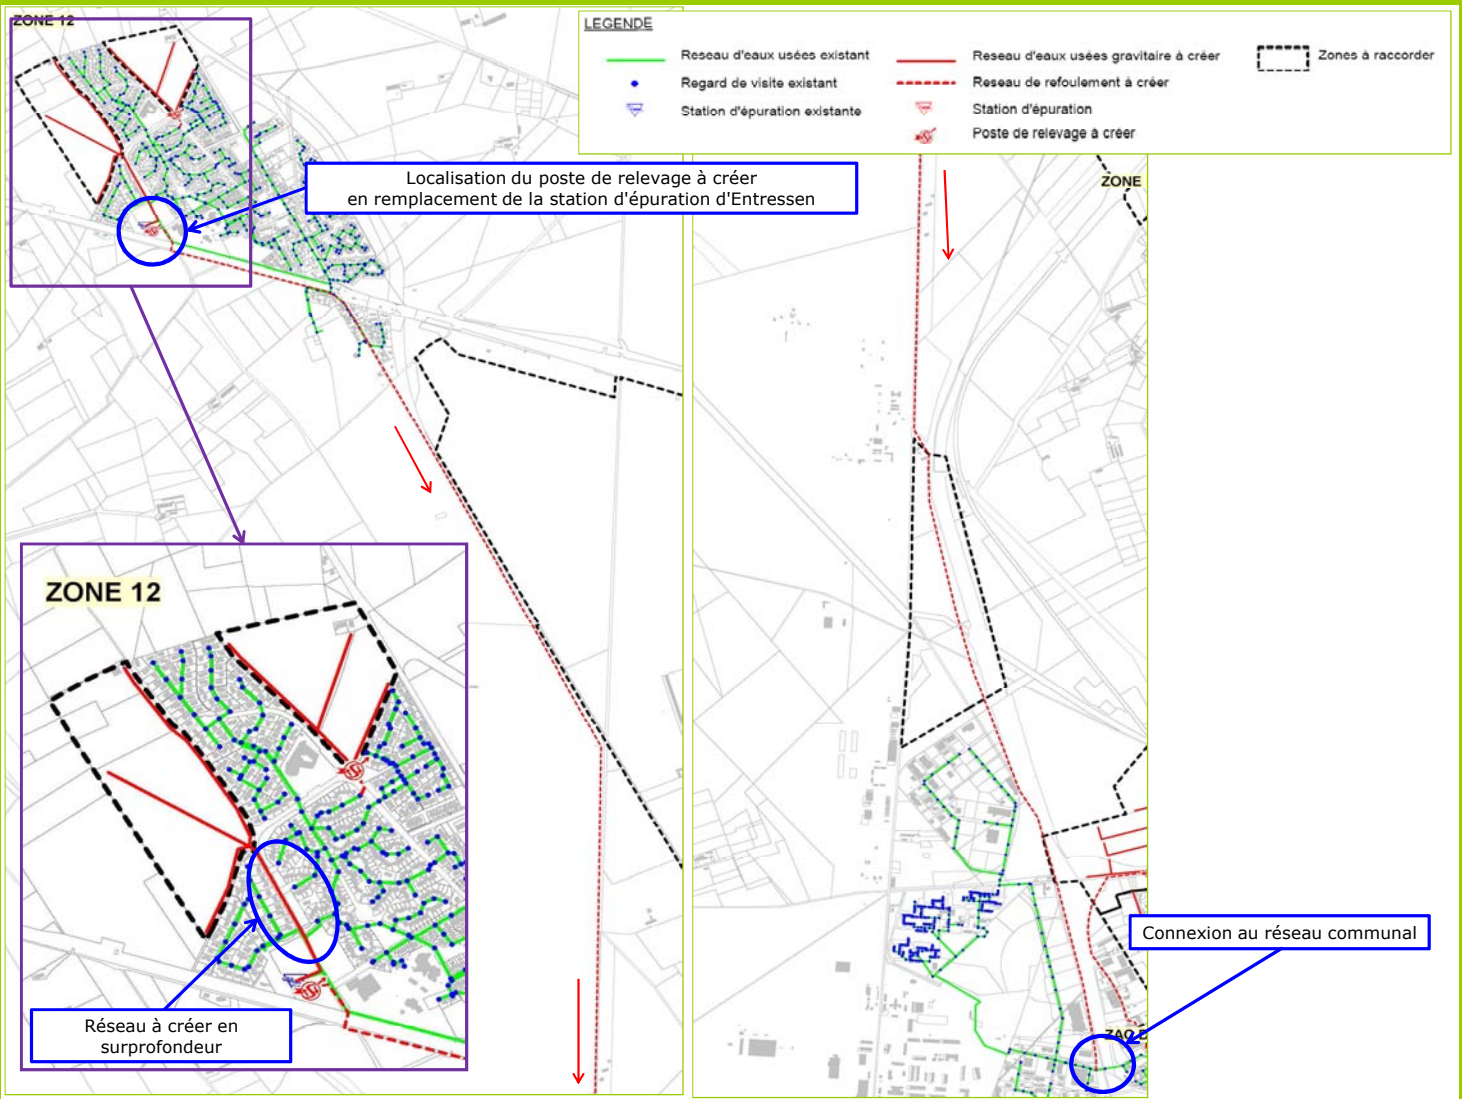 ZONE 12
LEGENDE
Reseau d'eaux usées existant
Regard de visite existant
Station d'épuration existante
Reseau d'eaux usées gravitaire à créer
Reseau de refoulement à créer
Station d'épuration
Poste de relevage à créer
Zones à raccorder
Localisation du poste de relevage à créer
en remplacement de la station d'épuration d'Entressen
ZONE
ZONE 12
Réseau à créer en
surprofondeur
Connexion au réseau communal
ZAC D